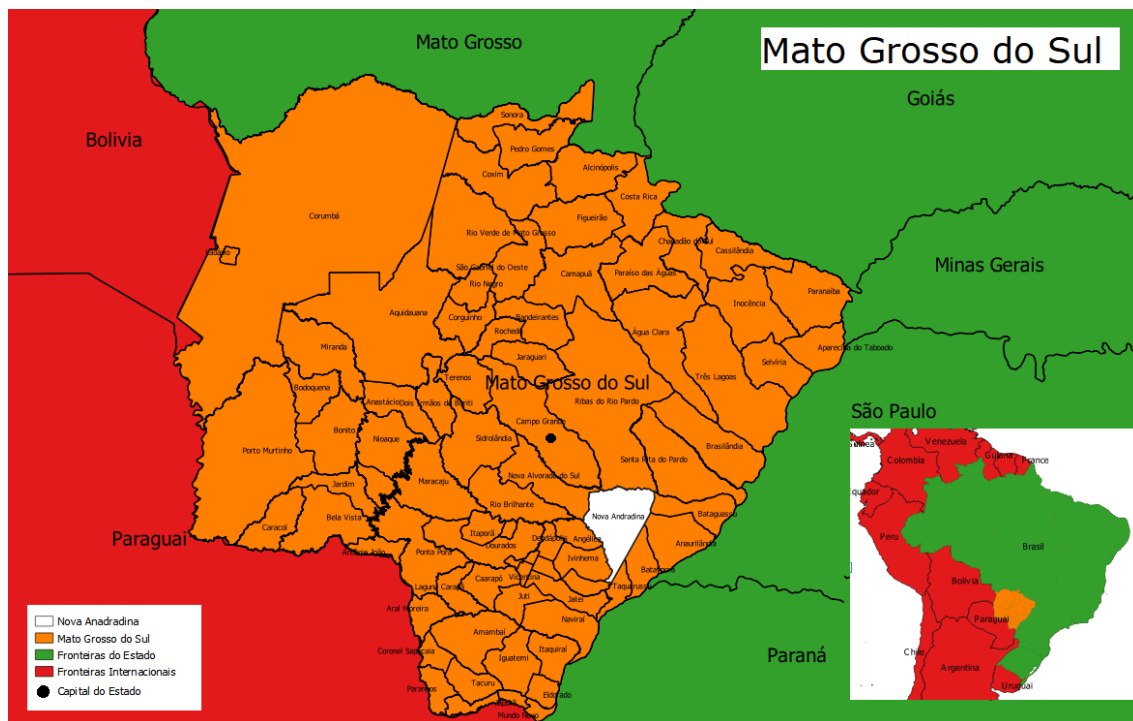 Mato Grosso do Sul
Mato Grosso
Goiás
Bolivia
Minas Gerais
São Paulo
Paraná
Paraguai
Mato Grosso do Sul
Sonora
Pedro Gomes
Coxim
Alcinópolis
Costa Rica
Corumbá
Figueirão
Rio Verde de Mato Grosso
Chapadão do Sul
Cassilândia
Ladário
São Gabriel do Oeste
Camapuã
Paraíso das Águas
Rio Negro
Paranaíba
Inocência
Aquidauana
Corguinho
Bandeirantes
Rochedo
Água Clara
Miranda
Jaraguari
Aparecida do Taboado
Selvíria
Terenos
Três Lagoas
Bodoquena
Anastácio
Dois Irmãos do Buriti
Ribas do Rio Pardo
Campo Grande
Bonito
Nioaque
Sidrolândia
Brasilândia
Porto Murtinho
Santa Rita do Pardo
Nova Alvorada do Sul
Jardim
Maracaju
Rio Brilhante
Nova Andradina
Bataguassu
Caracol
Bela Vista
Itaporã
Dourados
Deodápolis
Angélica
Anaurilândia
Antônio João
Ponta Porã
Ivinhema
Batayporã
Laguna Carapã
Caarapó
Vicentina
Taquarussu
Juti
Jateí
Aral Moreira
Naviraí
Amambai
Coronel Sapucaia
Iguatemi
Itaquiraí
Paranhos
Tacuru
Eldorado
Japorã
Mundo Novo
Nova Anadradina
Mato Grosso do Sul
Fronteiras do Estado
Fronteiras Internacionais
Capital do Estado
Venezuela
Colombia
Guiana
France
Peru
Brasil
Bolivia
Paraguai
Chile
Argentina
Uruguai